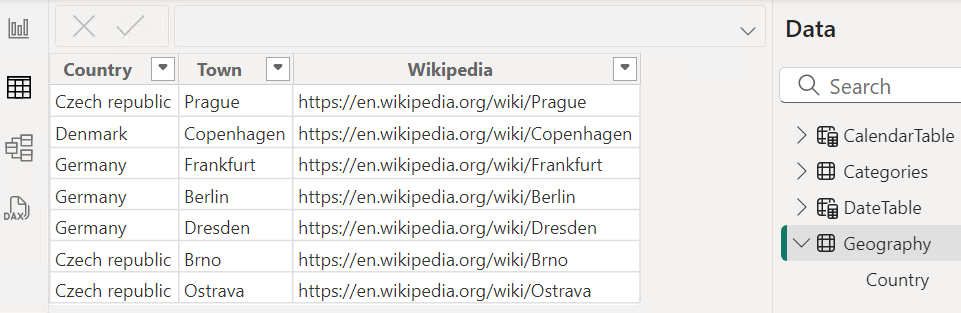 Data
Country Town Wikipedia
Search
Czech republic Prague https://en.wikipedia.org/wiki/Prague
Denmark Copenhagen https://en.wikipedia.org/wiki/Copenhagen
Germany Frankfurt https://en.wikipedia.org/wiki/Frankfurt
Germany Berlin https://en.wikipedia.org/wiki/Berlin
Germany Dresden https://en.wikipedia.org/wiki/Dresden
Czech republic Brno https://en.wikipedia.org/wiki/Brno
Czech republic Ostrava https://en.wikipedia.org/wiki/Ostrava
CalendarTable
Categories
DateTable
Geography
Country
DAX